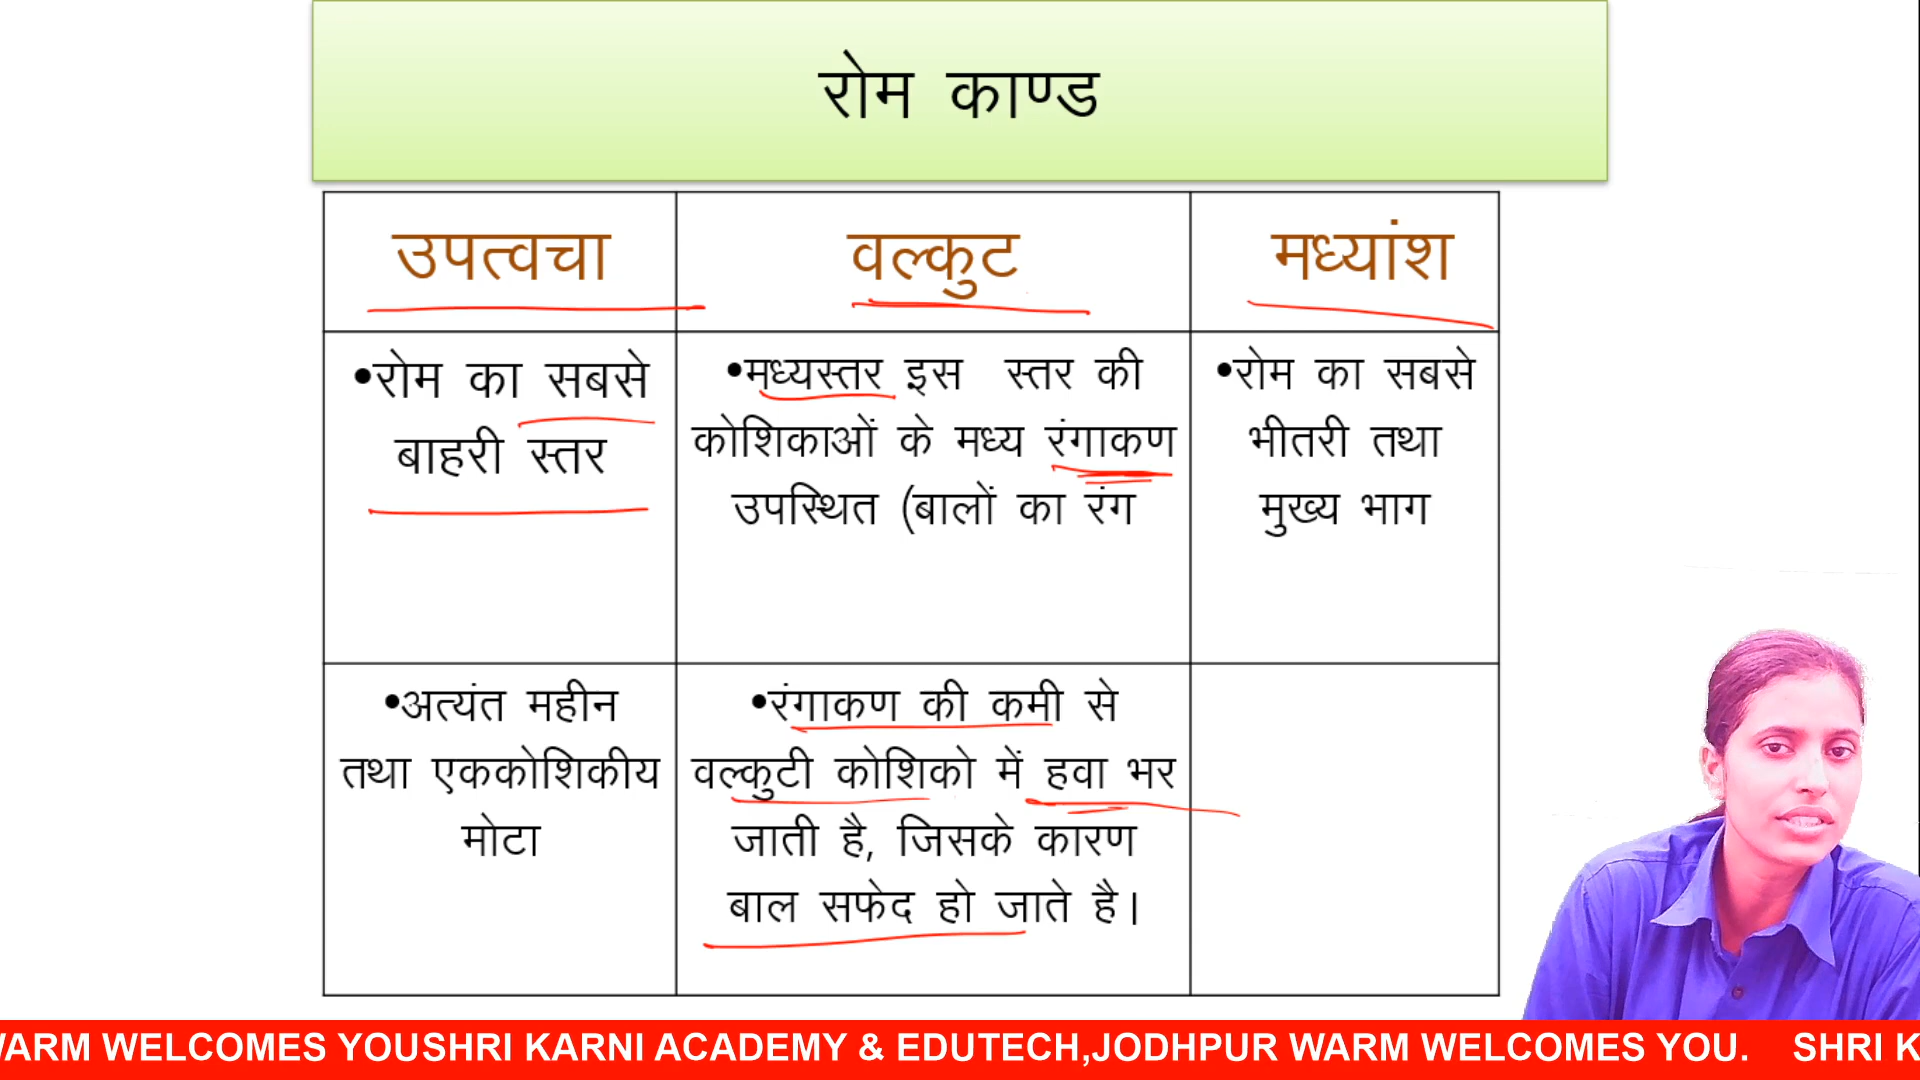 रोम काण्ड
उपत्वचा
वल्कुट
मध्यांश
•रोम का सबसे
बाहरी स्तर
•मध्यस्तर इस स्तर की
कोशिकाओं के मध्य रंगाकण
उपस्थित (बालों का रंग
•रोम का सबसे
भीतरी तथा
मुख्य भाग
•अत्यंत महीन
तथा एककोशिकीय
मोटा
•रंगाकण की कमी से
वल्कुटी कोशिको में हवा भर
जाती है, जिसके कारण
बाल सफेद हो जाते है।
WARM WELCOMES YOUSHRI KARNI ACADEMY & EDUTECH,JODHPUR WARM WELCOMES YOU. SHRI K